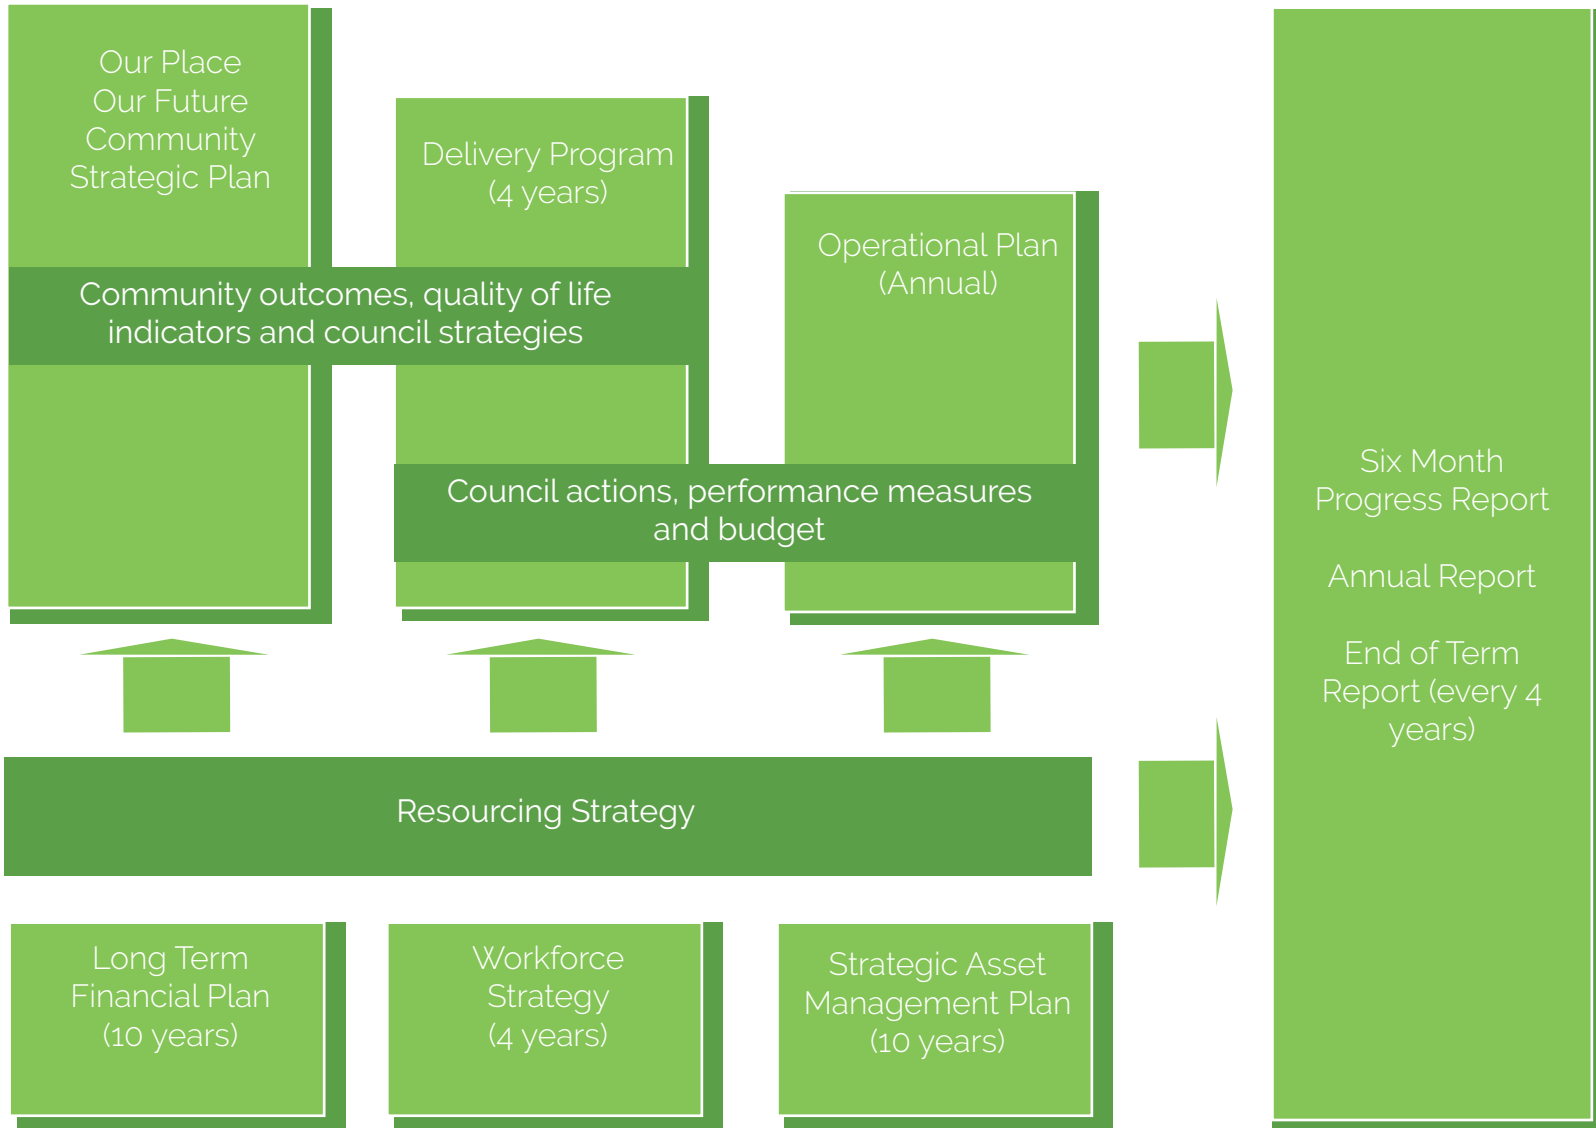 Our Place
Our Future
Community
Strategic Plan
Delivery Program
(4 years)
Operational Plan
(Annual)
Community outcomes, quality of life
indicators and council strategies
Council actions, performance measures
and budget
Six Month
Progress Report
Annual Report
End of Term
Report (every 4
years)
Resourcing Strategy
Long Term
Financial Plan
(10 years)
Workforce
Strategy
(4 years)
Strategic Asset
Management Plan
(10 years)